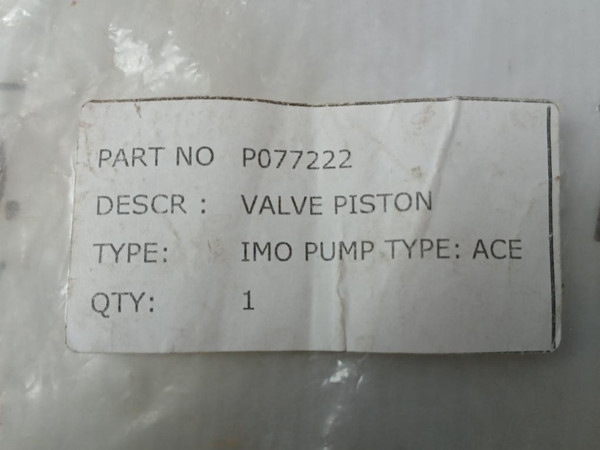 PART NO P077222
DESCR : VALVE PISTON
TYPE: IMO PUMP TYPE: ACE
QTY: 1